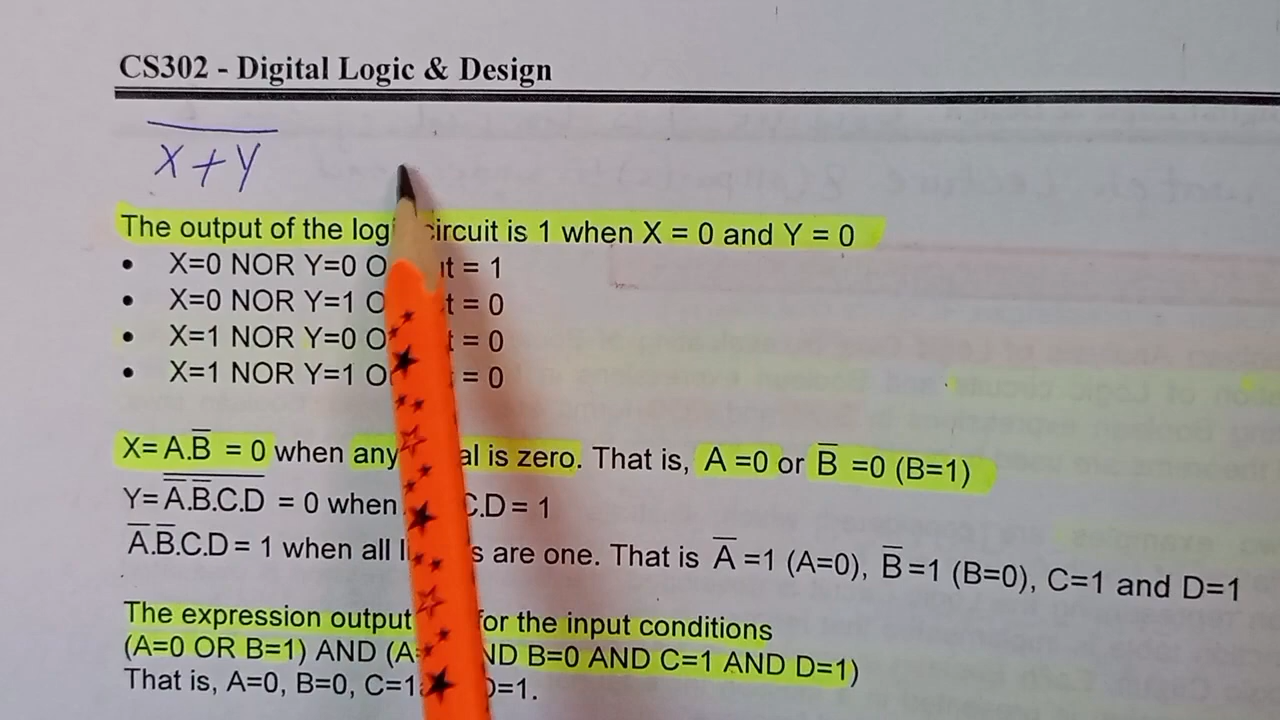 CS302 - Digital Logic & Design
X̅+̅Y̅
The output of the logi circuit is 1 when X = 0 and Y = 0
• X=0 NOR Y=0 O t = 1
• X=0 NOR Y=1 O t = 0
• X=1 NOR Y=0 O t = 0
• X=1 NOR Y=1 O = 0
X=A.B̅ = 0 when any al is zero. That is, A =0 or B̅ =0 (B=1)
Y=A̅.B̅.C.D = 0 when C.D = 1
A̅.B̅.C.D = 1 when all l s are one. That is A̅ =1 (A=0), B̅ =1 (B=0), C=1 and D=1
The expression output for the input conditions
(A=0 OR B=1) AND (A ND B=0 AND C=1 AND D=1)
That is, A=0, B=0, C=1 D=1.